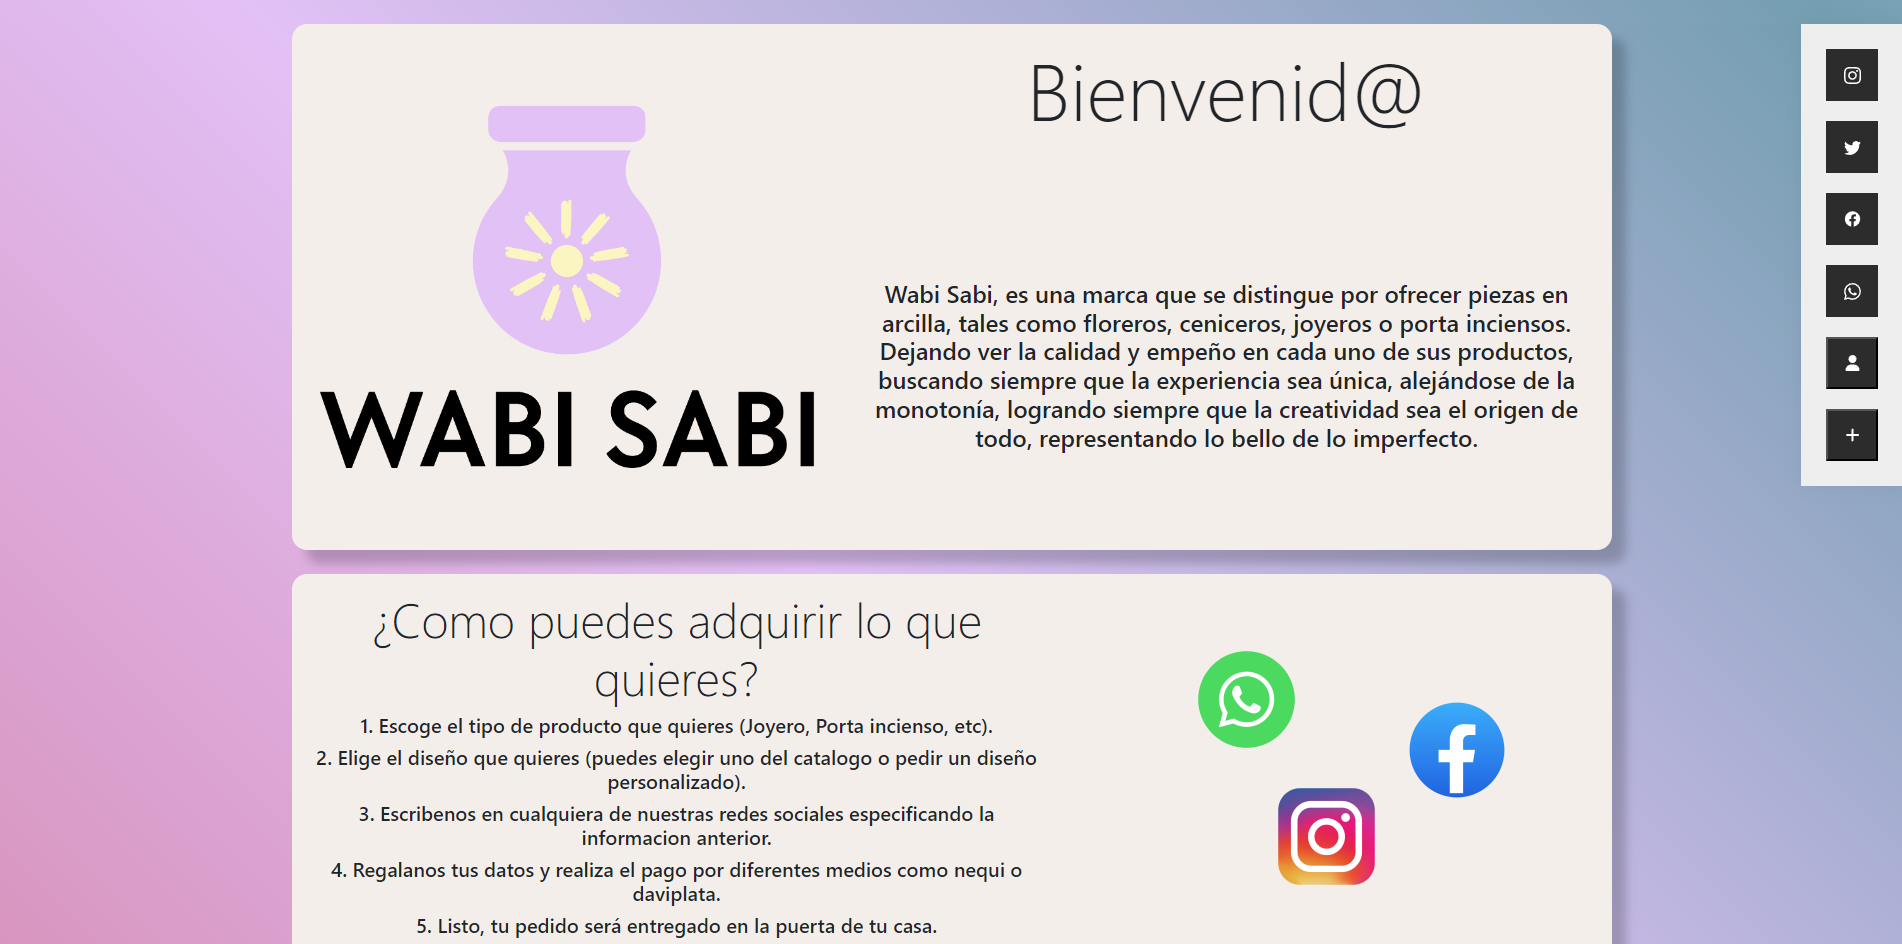 Bienvenid@
WABI SABI
Wabi Sabi, es una marca que se distingue por ofrecer piezas en
arcilla, tales como floreros, ceniceros, joyeros o porta inciensos.
Dejando ver la calidad y empeño en cada uno de sus productos,
buscando siempre que la experiencia sea única, alejándose de la
monotonía, logrando siempre que la creatividad sea el origen de
todo, representando lo bello de lo imperfecto.
¿Como puedes adquirir lo que
quieres?
1. Escoge el tipo de producto que quieres (Joyero, Porta incienso, etc).
2. Elige el diseño que quieres (puedes elegir uno del catalogo o pedir un diseño
personalizado).
3. Escribenos en cualquiera de nuestras redes sociales especificando la
informacion anterior.
4. Regalanos tus datos y realiza el pago por diferentes medios como nequi o
daviplata.
5. Listo, tu pedido será entregado en la puerta de tu casa.